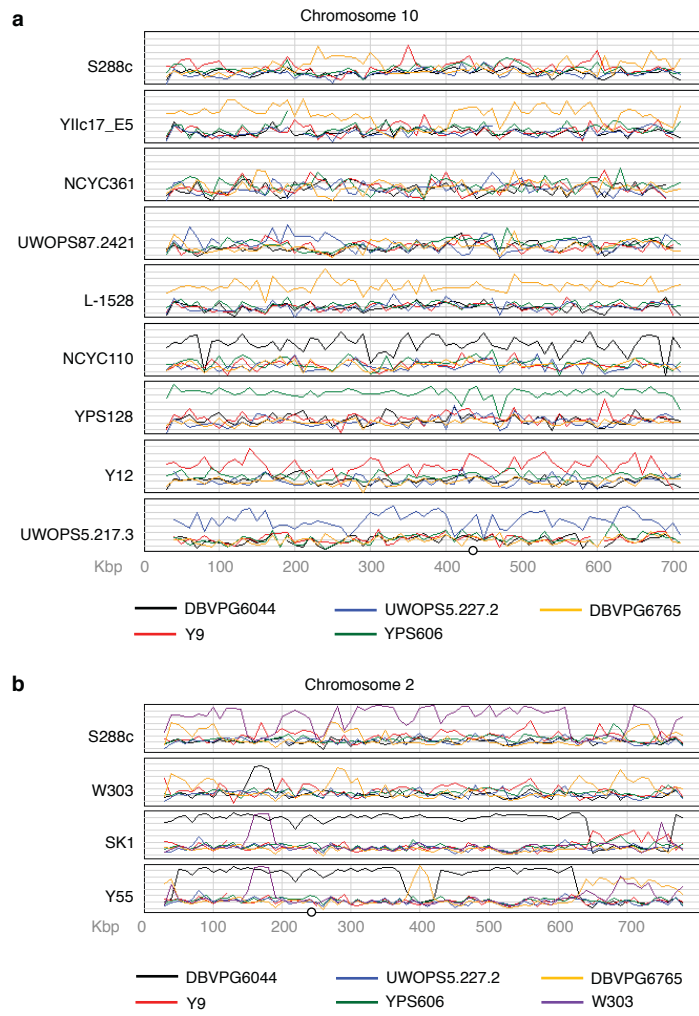 a
Chromosome 10
S288c
YIIc17_E5
NCYC361
UWOPS87.2421
L-1528
NCYC110
YPS128
Y12
UWOPS5.217.3
Kbp 0 100 200 300 400 500 600 700
DBVPG6044 UWOPS5.227.2 DBVPG6765
Y9 YPS606
b
Chromosome 2
S288c
W303
SK1
Y55
Kbp 0 100 200 300 400 500 600 700
DBVPG6044 UWOPS5.227.2 DBVPG6765
Y9 YPS606 W303